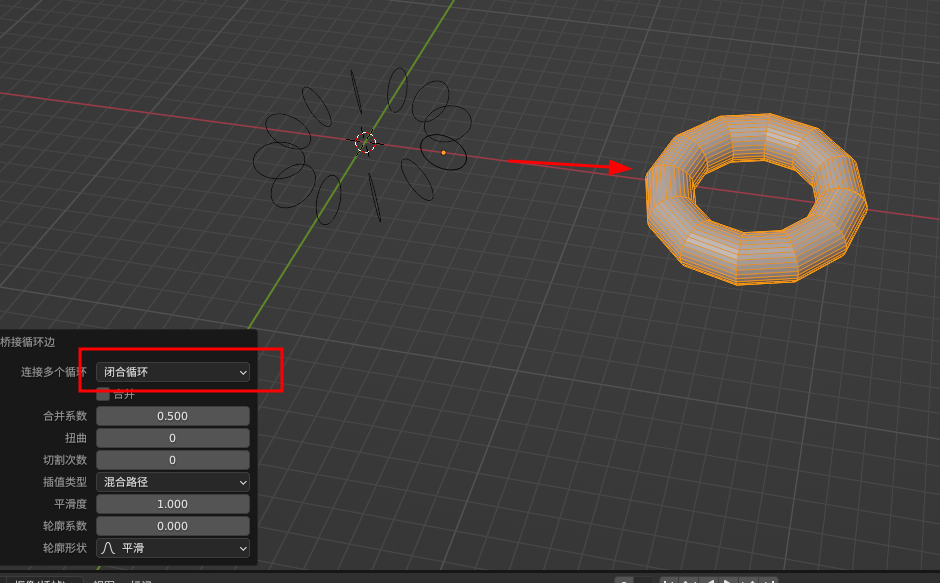 桥接循环边
连接多个循环 闭合循环
合并
合并系数 0.500
扭曲 0
切割次数 0
插值类型 混合路径
平滑度 1.000
轮廓系数 0.000
轮廓形状 平滑